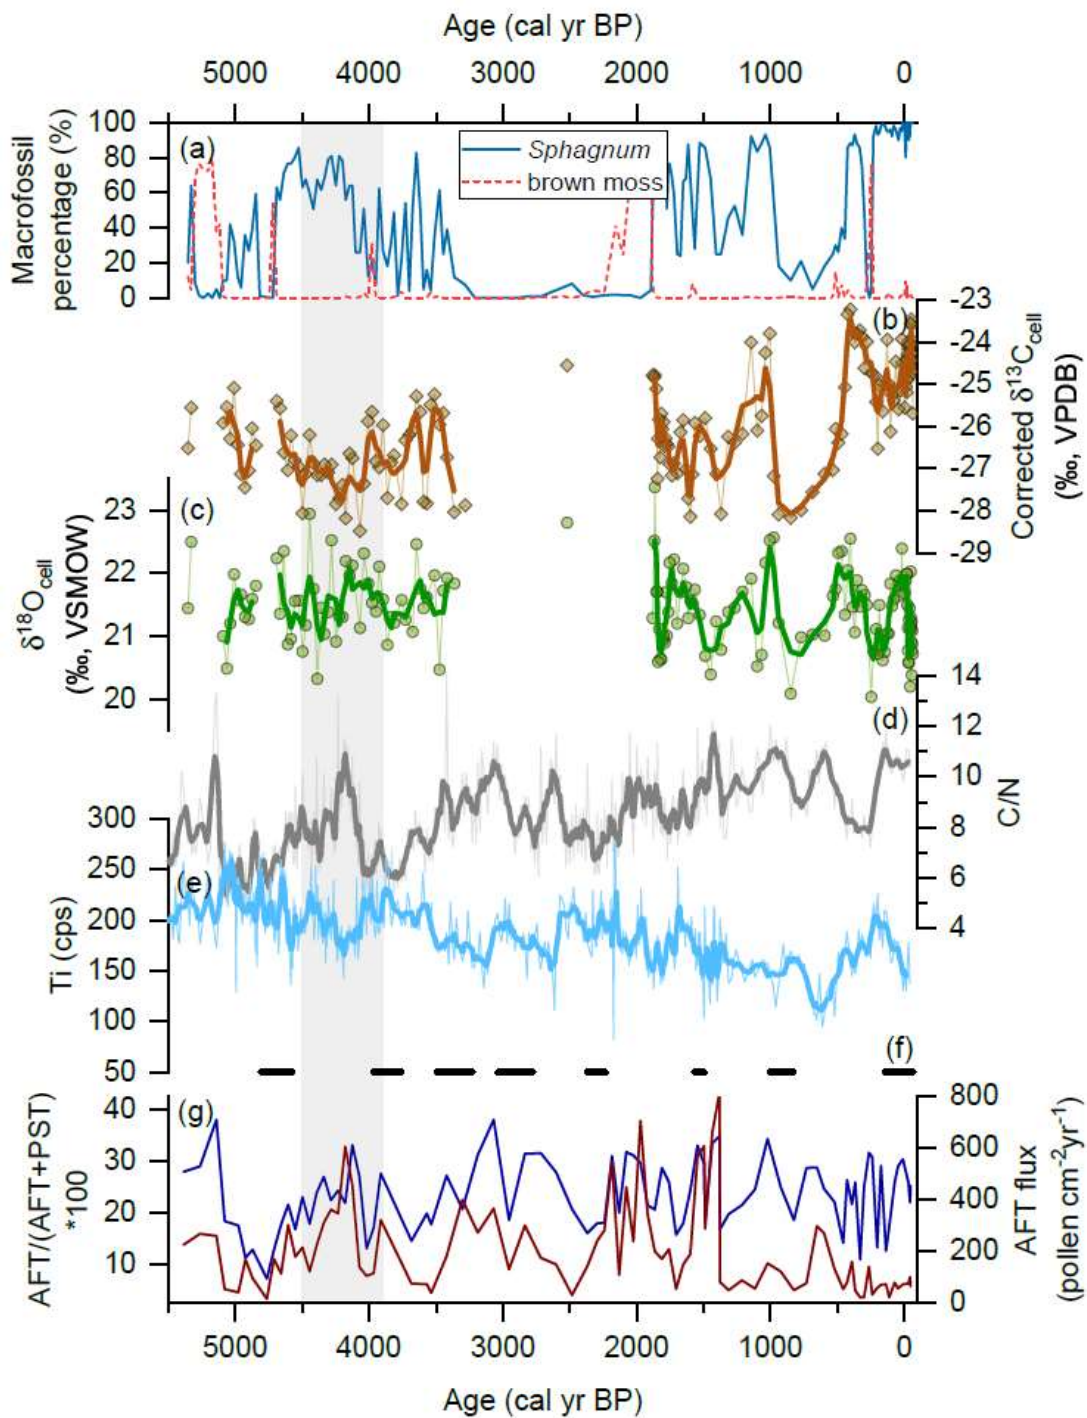 Age (cal yr BP)
5000 4000 3000 2000 1000 0
Macrofossil
percentage (%)
100
80
60
40
20
0
(a)
Sphagnum
brown moss
(b)
-23
-24
-25
-26
-27
-28
-29
Corrected δ¹³C_cell
(‰, VPDB)
(c)
δ¹⁸O_cell
(‰, VSMOW)
23
22
21
20
(d)
14
12
10
8
6
4
C/N
(e)
Ti (cps)
300
250
200
150
100
50
(f)
(g)
AFT/(AFT+PST)
*100
40
30
20
10
800
600
400
200
0
AFT flux
(pollen cm⁻²yr⁻¹)
5000 4000 3000 2000 1000 0
Age (cal yr BP)